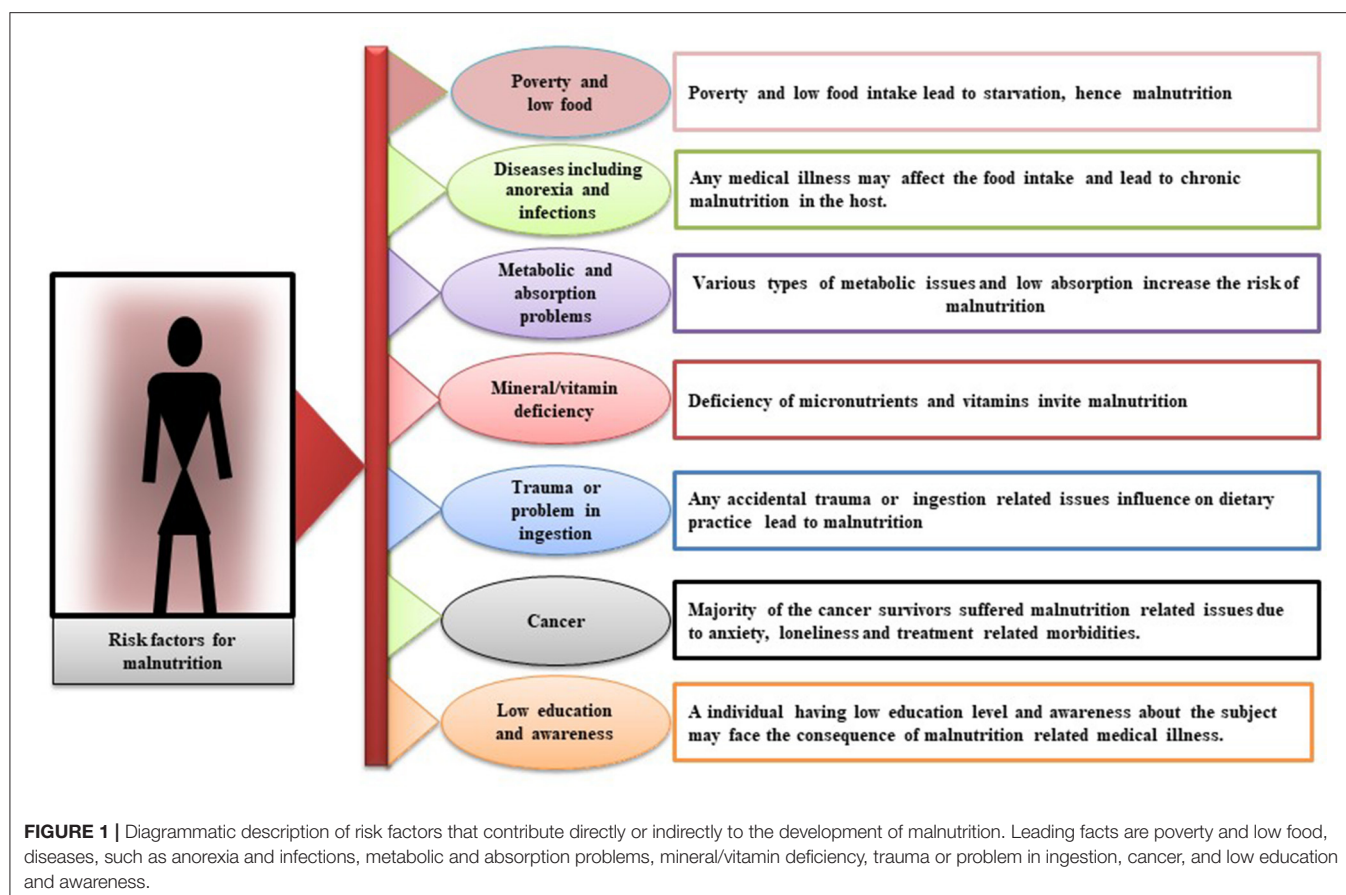 Poverty and
low food
Poverty and low food intake lead to starvation, hence malnutrition
Diseases including
anorexia and
infections
Any medical illness may affect the food intake and lead to chronic
malnutrition in the host.
Metabolic and
absorption
problems
Various types of metabolic issues and low absorption increase the risk of
malnutrition
Mineral/vitamin
deficiency
Deficiency of micronutrients and vitamins invite malnutrition
Trauma or
problem in
ingestion
Any accidental trauma or ingestion related issues influence on dietary
practice lead to malnutrition
Cancer
Majority of the cancer survivors suffered malnutrition related issues due
to anxiety, loneliness and treatment related morbidities.
Risk factors for
malnutrition
Low education
and awareness
A individual having low education level and awareness about the subject
may face the consequence of malnutrition related medical illness.
FIGURE 1 | Diagrammatic description of risk factors that contribute directly or indirectly to the development of malnutrition. Leading facts are poverty and low food,
diseases, such as anorexia and infections, metabolic and absorption problems, mineral/vitamin deficiency, trauma or problem in ingestion, cancer, and low education
and awareness.